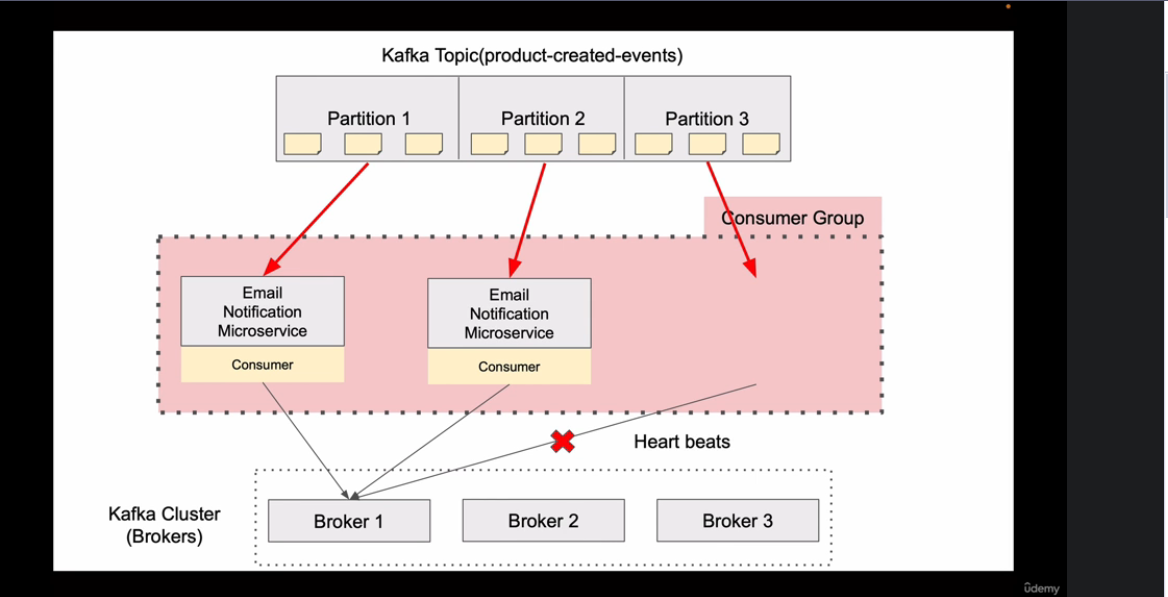 Kafka Topic(product-created-events)
Partition 1
Partition 2
Partition 3
Consumer Group
Email
Notification
Microservice
Consumer
Email
Notification
Microservice
Consumer
Heart beats
Kafka Cluster
(Brokers)
Broker 1
Broker 2
Broker 3
ûdemy